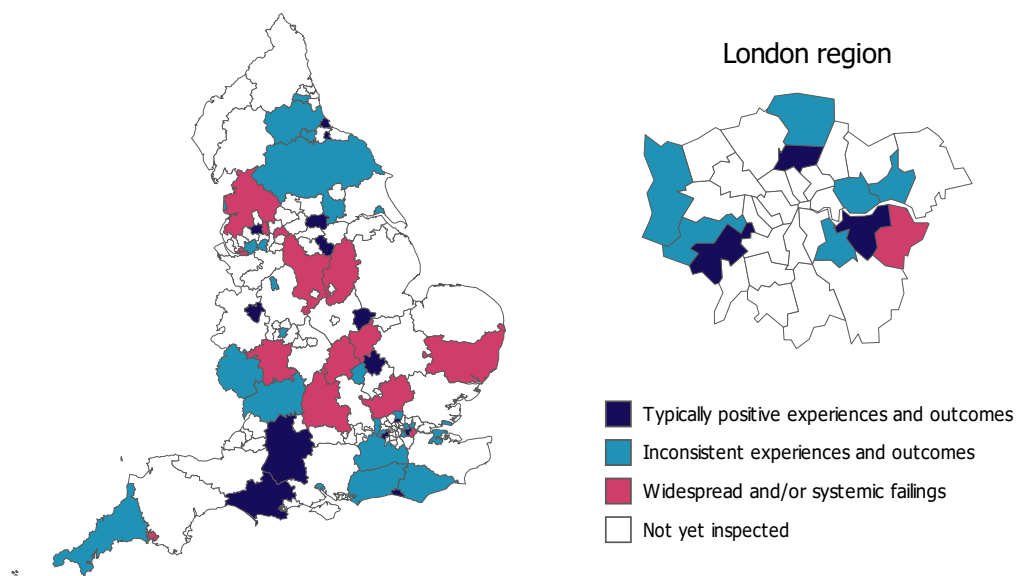 London region
Typically positive experiences and outcomes
Inconsistent experiences and outcomes
Widespread and/or systemic failings
Not yet inspected